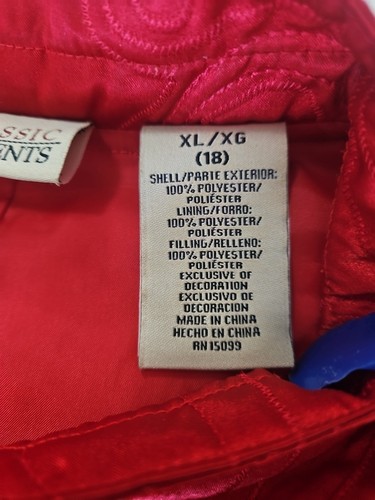 SSIC
ENTS
XL/XG
(18)
SHELL/PARTE EXTERIOR:
100% POLYESTER/
POLIÉSTER
LINING/FORRO:
100% POLYESTER/
POLIÉSTER
FILLING/RELLENO:
100% POLYESTER/
POLIÉSTER
EXCLUSIVE OF
DECORATION
EXCLUSIVO DE
DECORACION
MADE IN CHINA
HECHO EN CHINA
RN 15099